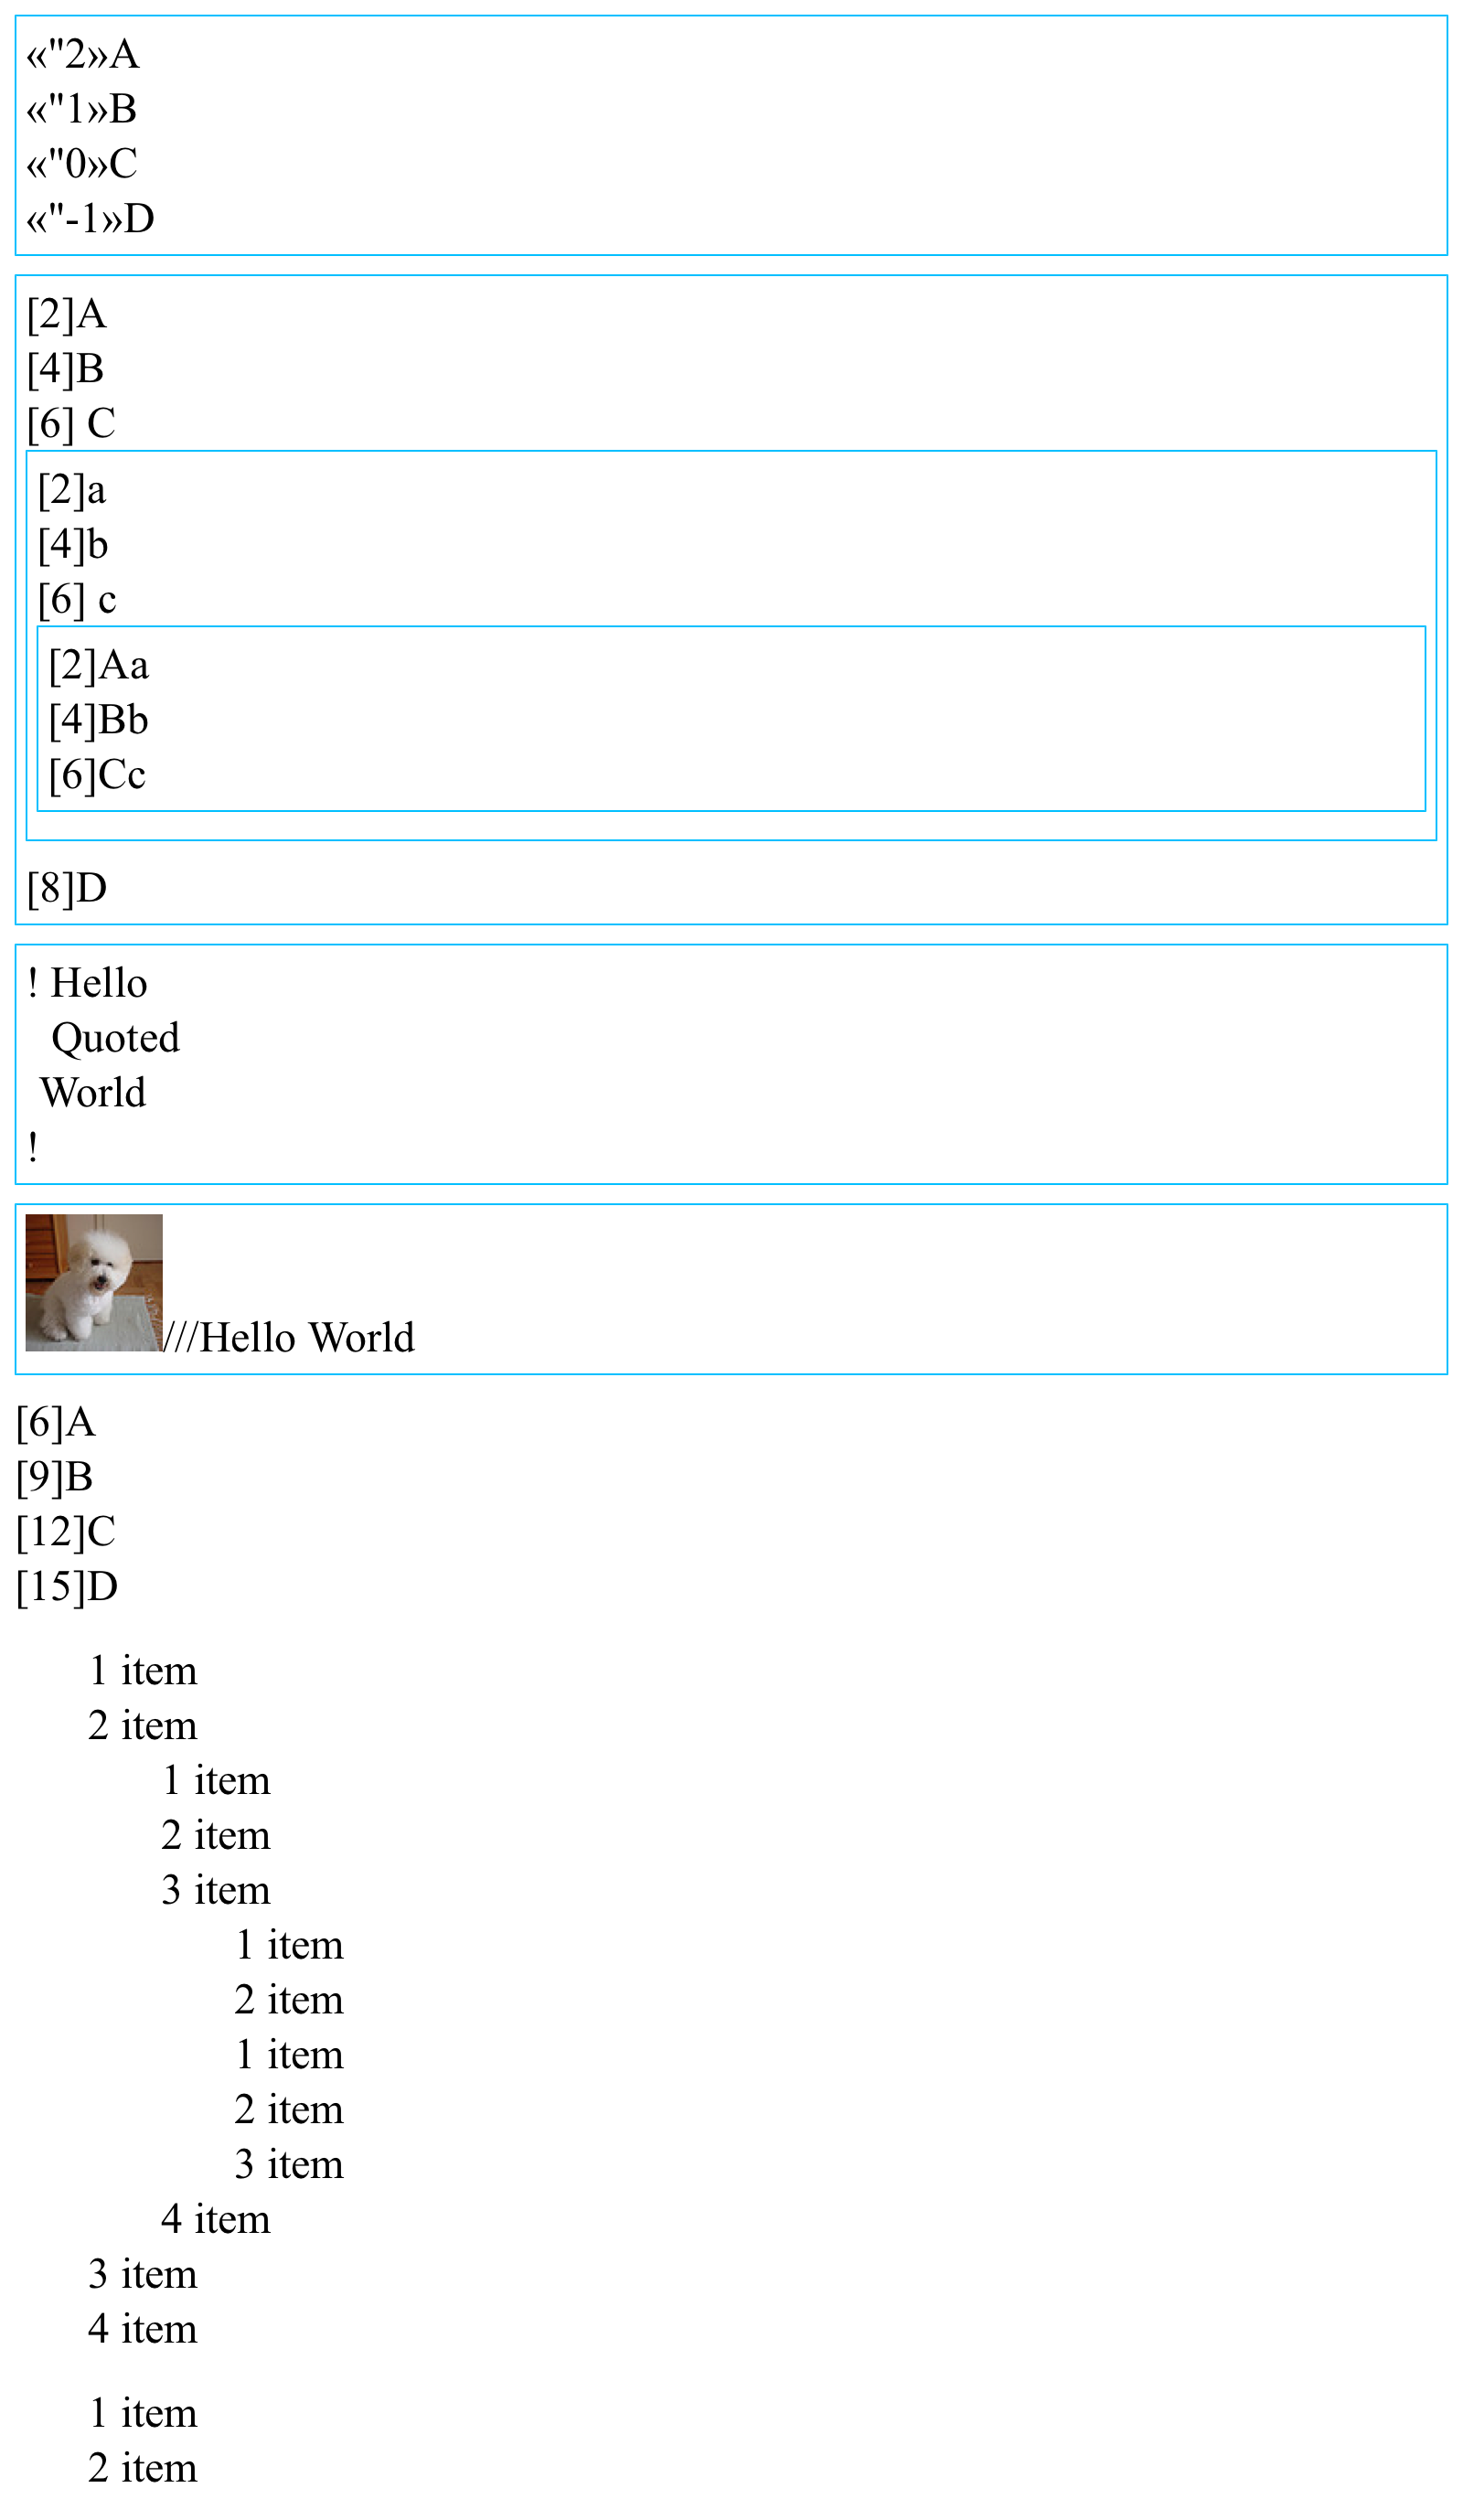 «"2»A
«"1»B
«"0»C
«"-1»D
[2]A
[4]B
[6] C
[2]a
[4]b
[6] c
[2]Aa
[4]Bb
[6]Cc
[8]D
! Hello
Quoted
World
!
///Hello World
[6]A
[9]B
[12]C
[15]D
1 item
2 item
1 item
2 item
3 item
1 item
2 item
1 item
2 item
3 item
4 item
3 item
4 item
1 item
2 item